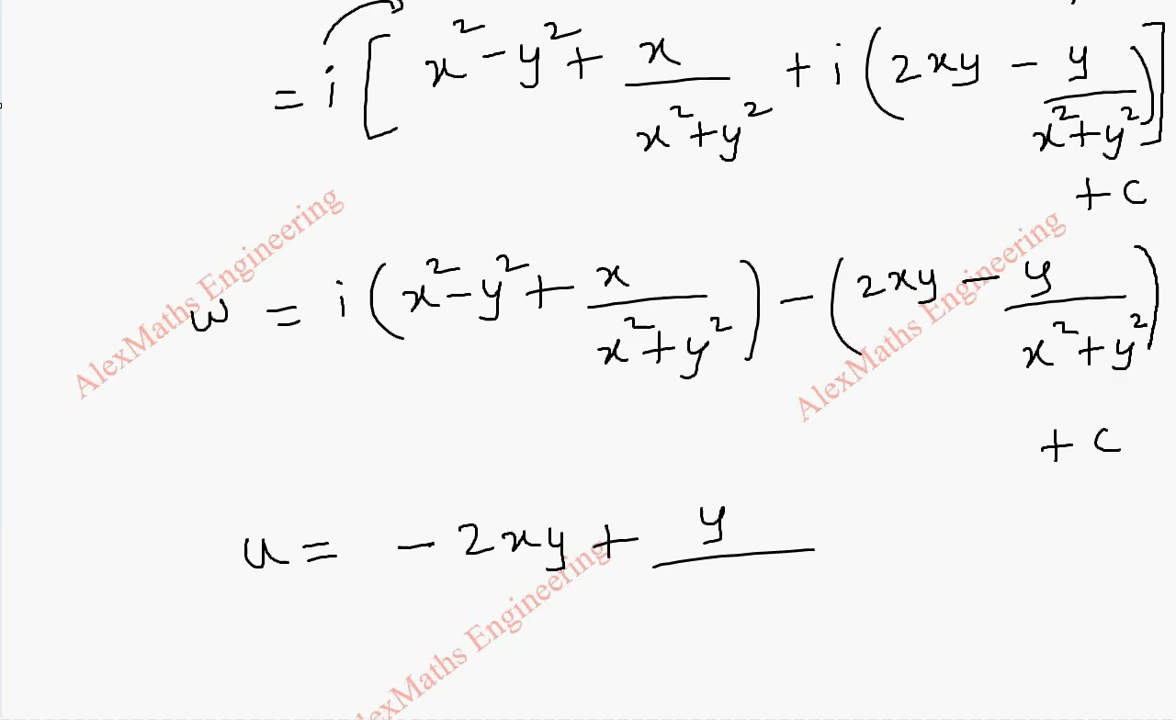 = i [ x² - y² + x/(x²+y²) + i ( 2xy - y/(x²+y²) ) ]
+ c
w = i ( x² - y² + x/(x²+y²) ) - ( 2xy - y/(x²+y²) )
+ c
u = - 2xy + y/
AlexMaths Engineering
AlexMaths Engineering
AlexMaths Engineering